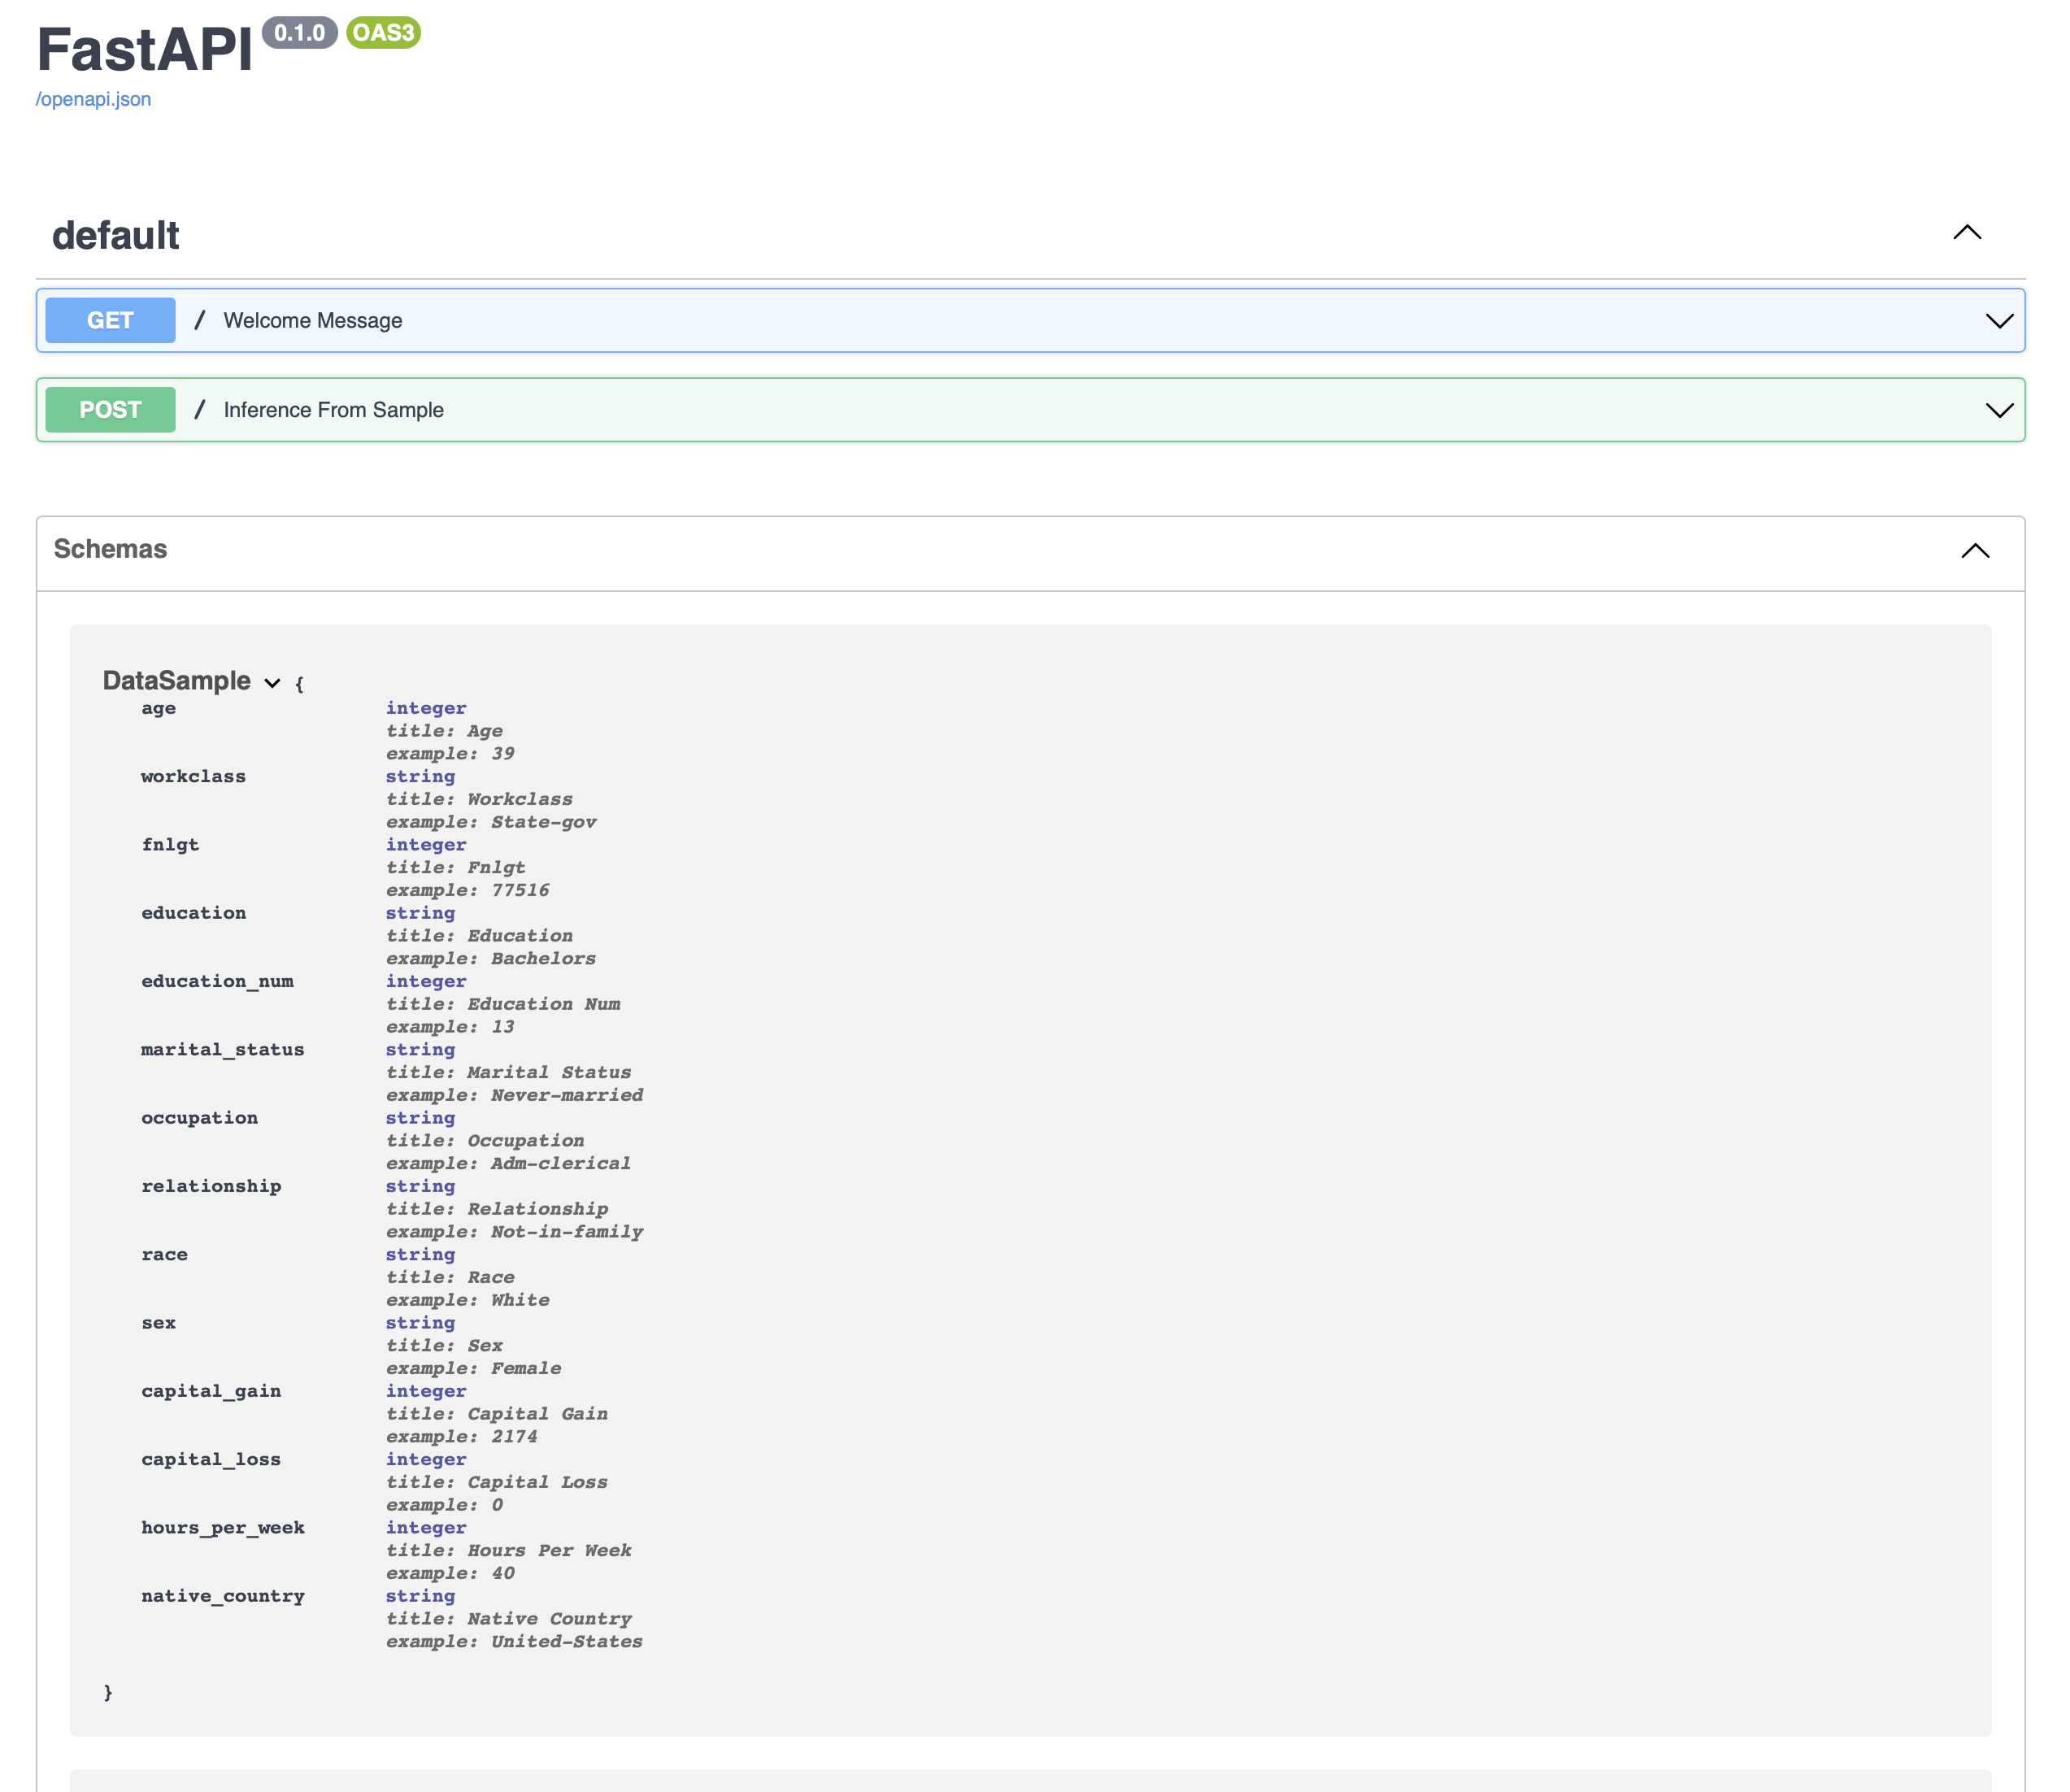 FastAPI 0.1.0 OAS3
/openapi.json
default
GET / Welcome Message
POST / Inference From Sample
Schemas
DataSample {
age integer
title: Age
example: 39
workclass string
title: Workclass
example: State-gov
fnlgt integer
title: Fnlgt
example: 77516
education string
title: Education
example: Bachelors
education_num integer
title: Education Num
example: 13
marital_status string
title: Marital Status
example: Never-married
occupation string
title: Occupation
example: Adm-clerical
relationship string
title: Relationship
example: Not-in-family
race string
title: Race
example: White
sex string
title: Sex
example: Female
capital_gain integer
title: Capital Gain
example: 2174
capital_loss integer
title: Capital Loss
example: 0
hours_per_week integer
title: Hours Per Week
example: 40
native_country string
title: Native Country
example: United-States
}